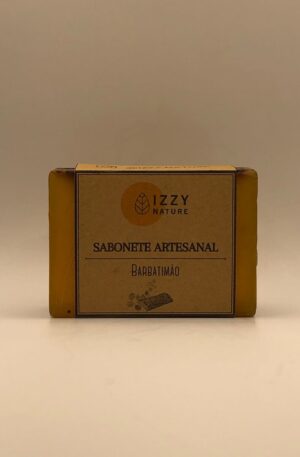 IZZY
NATURE
SABONETE ARTESANAL
BARBATIMÃO